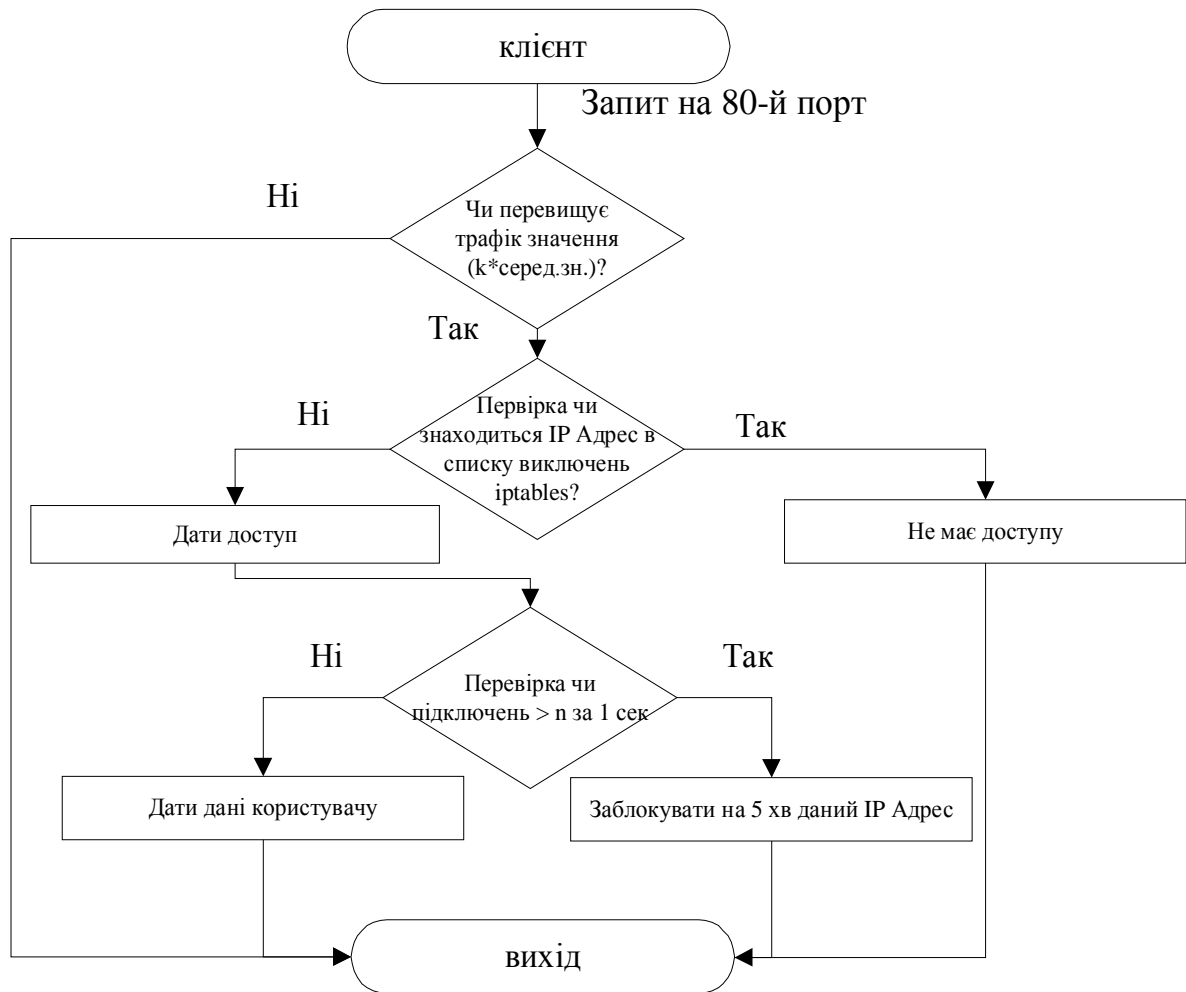 клієнт
Запит на 80-й порт
Ні
Чи перевищує
трафік значення
(k*серед.зн.)?
Так
Ні
Первірка чи
знаходиться IP Адрес в
списку виключень
iptables?
Так
Дати доступ
Не має доступу
Ні
Перевірка чи
підключень > n за 1 сек
Так
Дати дані користувачу
Заблокувати на 5 хв даний IP Адрес
вихід